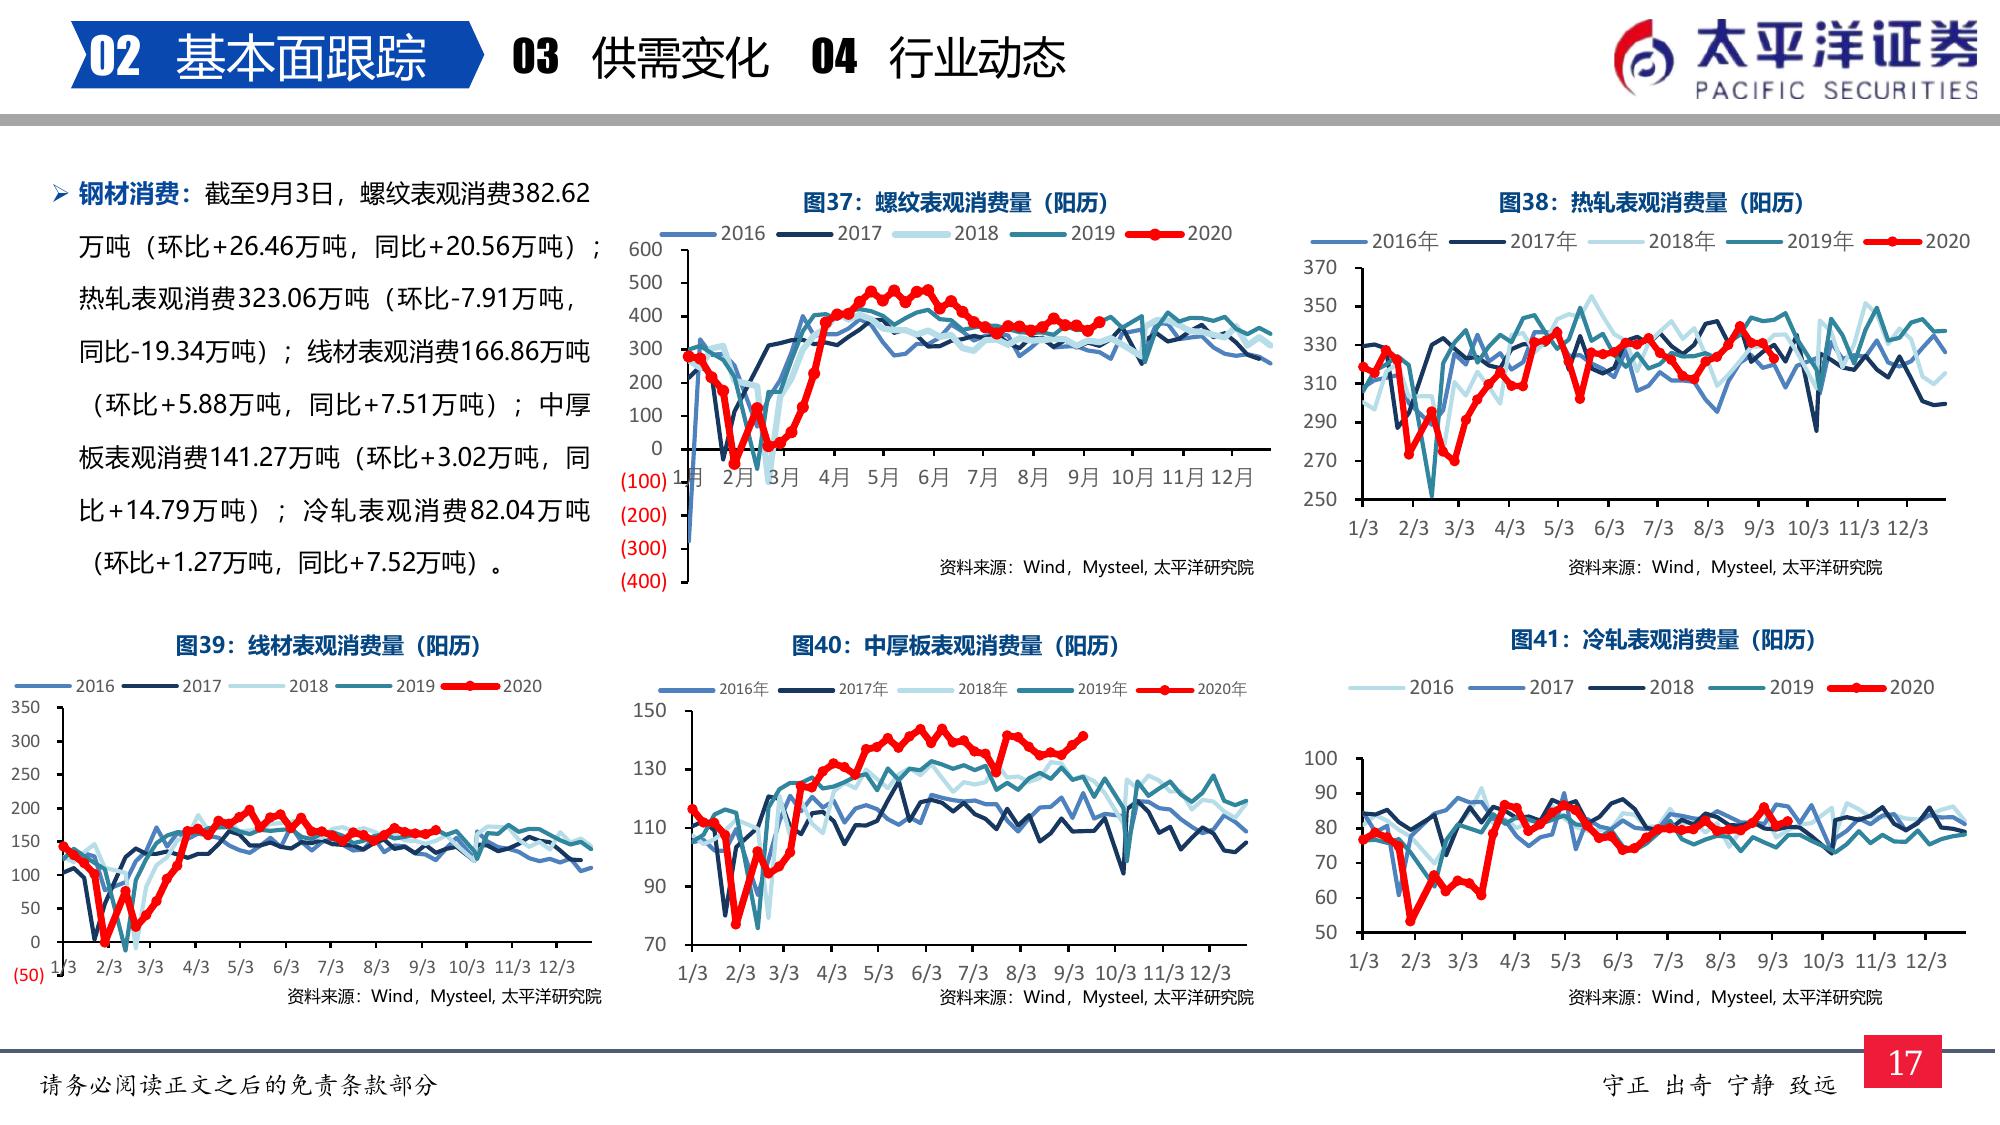 02 基本面跟踪 03 供需变化 04 行业动态
太平洋证券
PACIFIC SECURITIES
钢材消费：截至9月3日，螺纹表观消费382.62
万吨（环比+26.46万吨，同比+20.56万吨）；
热轧表观消费323.06万吨（环比-7.91万吨，
同比-19.34万吨）；线材表观消费166.86万吨
（环比+5.88万吨，同比+7.51万吨）；中厚
板表观消费141.27万吨（环比+3.02万吨，同
比+14.79万吨）；冷轧表观消费82.04万吨
（环比+1.27万吨，同比+7.52万吨）。
图37：螺纹表观消费量（阳历）
2016 2017 2018 2019 2020
600
500
400
300
200
100
0
(100)
(200)
(300)
(400)
1月 2月 3月 4月 5月 6月 7月 8月 9月 10月 11月 12月
资料来源：Wind，Mysteel, 太平洋研究院
图38：热轧表观消费量（阳历）
2016年 2017年 2018年 2019年 2020
370
350
330
310
290
270
250
1/3 2/3 3/3 4/3 5/3 6/3 7/3 8/3 9/3 10/3 11/3 12/3
资料来源：Wind，Mysteel, 太平洋研究院
图39：线材表观消费量（阳历）
2016 2017 2018 2019 2020
350
300
250
200
150
100
50
0
(50)
1/3 2/3 3/3 4/3 5/3 6/3 7/3 8/3 9/3 10/3 11/3 12/3
资料来源：Wind，Mysteel, 太平洋研究院
图40：中厚板表观消费量（阳历）
2016年 2017年 2018年 2019年 2020年
150
130
110
90
70
1/3 2/3 3/3 4/3 5/3 6/3 7/3 8/3 9/3 10/3 11/3 12/3
资料来源：Wind，Mysteel, 太平洋研究院
图41：冷轧表观消费量（阳历）
2016 2017 2018 2019 2020
100
90
80
70
60
50
1/3 2/3 3/3 4/3 5/3 6/3 7/3 8/3 9/3 10/3 11/3 12/3
资料来源：Wind，Mysteel, 太平洋研究院
请务必阅读正文之后的免责条款部分
守正 出奇 宁静 致远
17